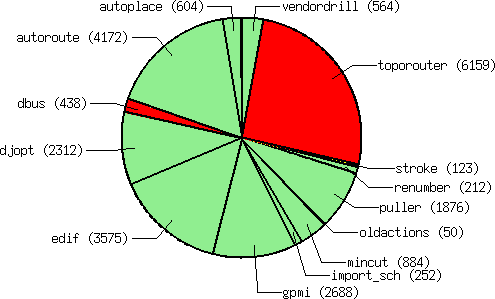 autoplace (604)
vendordrill (564)
autoroute (4172)
toporouter (6159)
dbus (438)
djopt (2312)
stroke (123)
renumber (212)
puller (1876)
edif (3575)
oldactions (50)
mincut (884)
import_sch (252)
gpmi (2688)